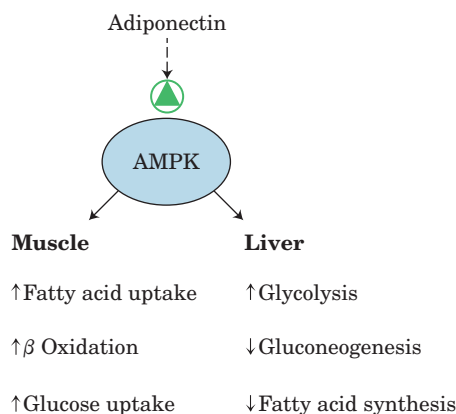 Adiponectin
AMPK
Muscle Liver
↑Fatty acid uptake ↑Glycolysis
↑β Oxidation ↓Gluconeogenesis
↑Glucose uptake ↓Fatty acid synthesis